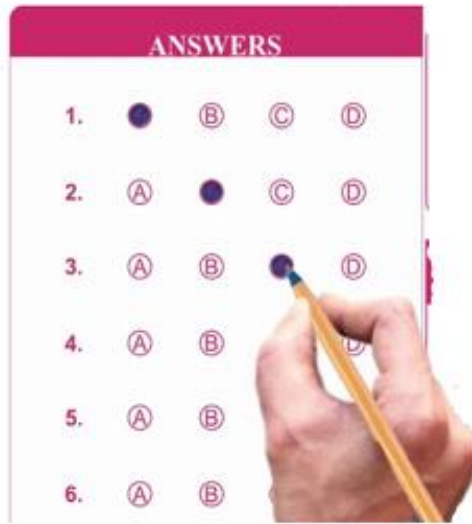 ANSWERS
1. Ⓑ Ⓒ Ⓓ
2. Ⓐ Ⓒ Ⓓ
3. Ⓐ Ⓑ Ⓓ
4. Ⓐ Ⓑ Ⓓ
5. Ⓐ Ⓑ
6. Ⓐ Ⓑ